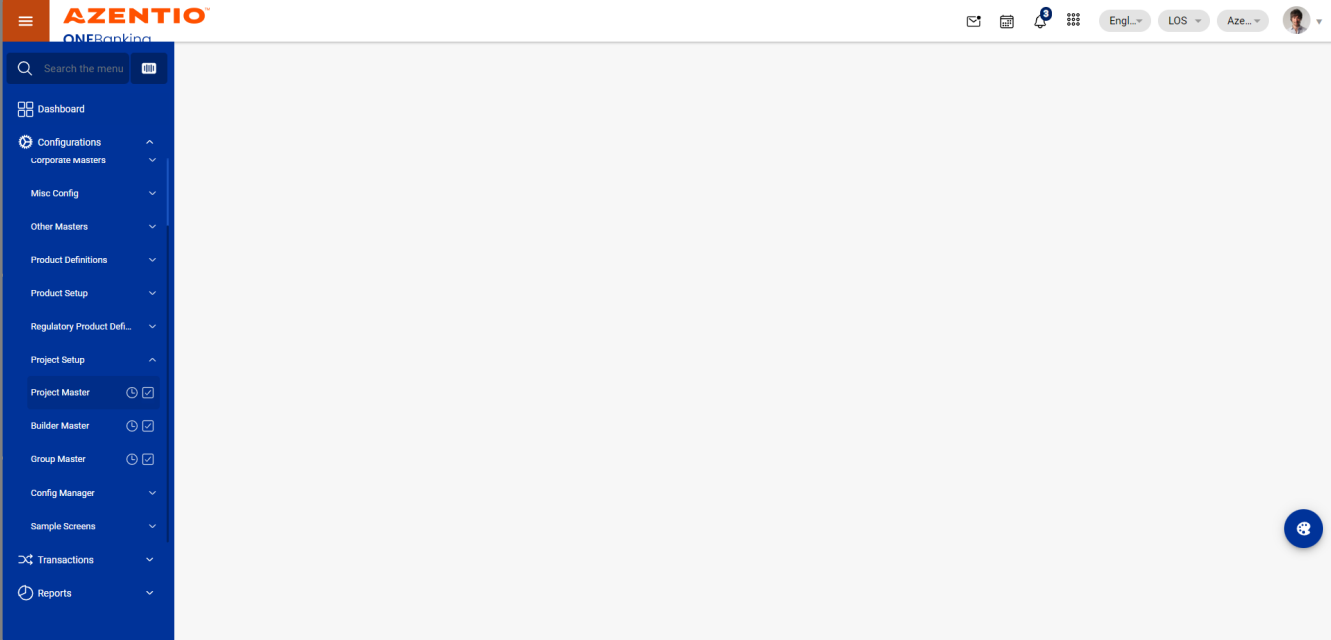 AZENTIO™
ONEBanking
3
Engl...
LOS
Aze...
Search the menu
Dashboard
Configurations
Corporate Masters
Misc Config
Other Masters
Product Definitions
Product Setup
Regulatory Product Defi...
Project Setup
Project Master
Builder Master
Group Master
Config Manager
Sample Screens
Transactions
Reports